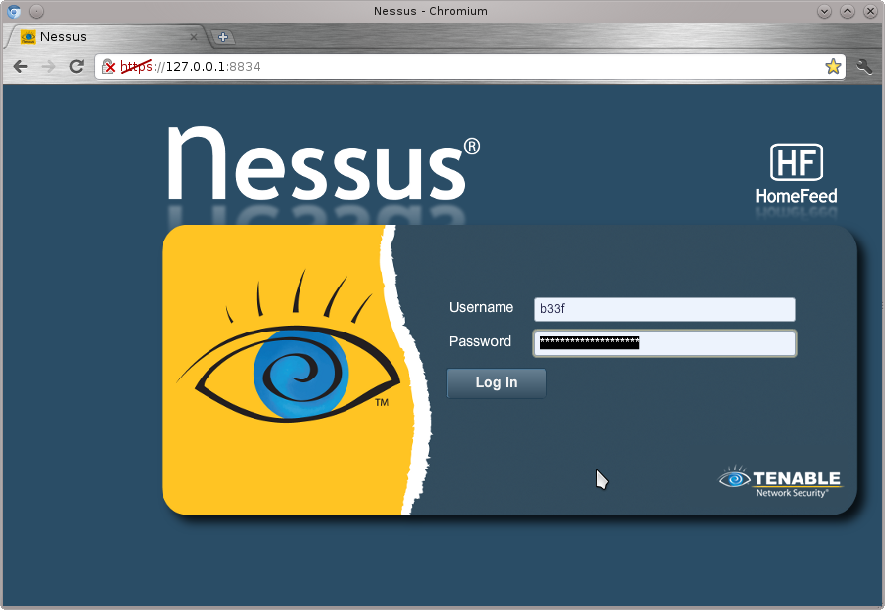 Nessus - Chromium
Nessus
https://127.0.0.1:8834
Nessus®
HF
HomeFeed
Username b33f
Password ********************
Log In
TM
TENABLE
Network Security®